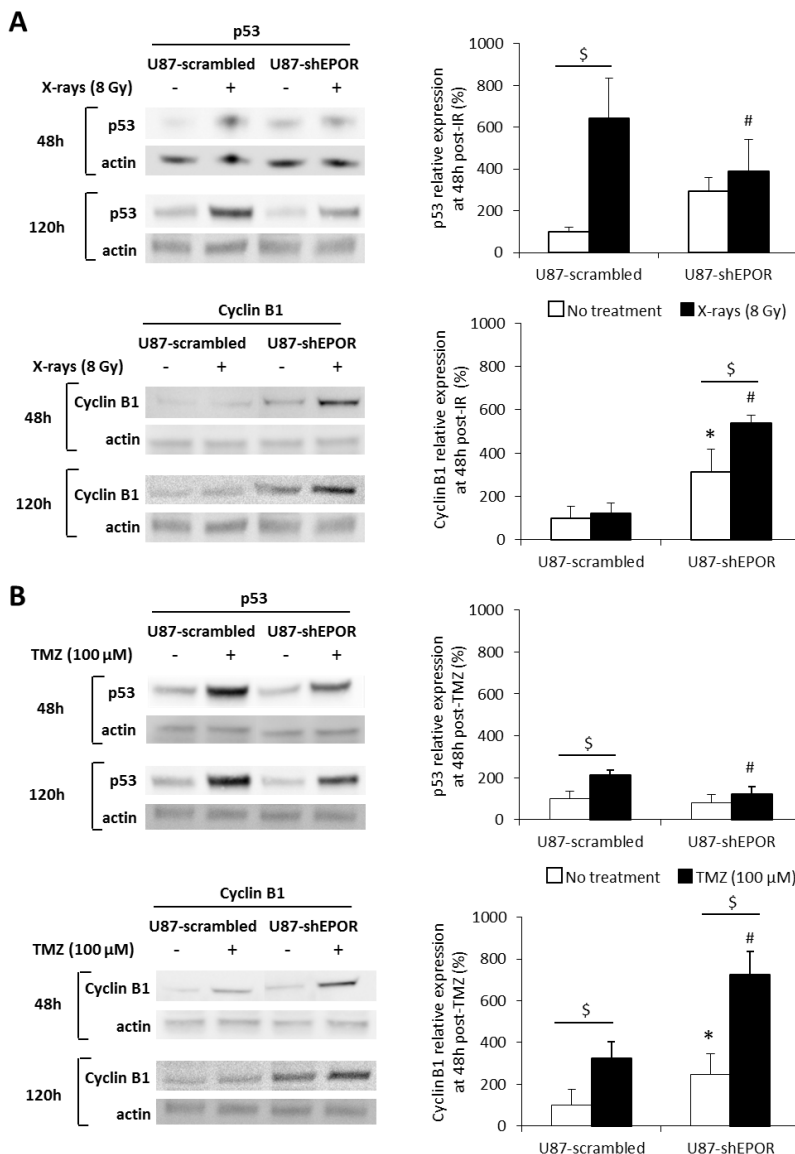 A
p53
U87-scrambled U87-shEPOR
X-rays (8 Gy) - + - +
48h
p53
actin
120h
p53
actin
1000
800
600
400
200
0
p53 relative expression
at 48h post-IR (%)
$
#
U87-scrambled U87-shEPOR
No treatment X-rays (8 Gy)
Cyclin B1
U87-scrambled U87-shEPOR
X-rays (8 Gy) - + - +
48h
Cyclin B1
actin
120h
Cyclin B1
actin
1000
800
600
400
200
0
CyclinB1 relative expression
at 48h post-IR (%)
$
#
*
U87-scrambled U87-shEPOR
B
p53
U87-scrambled U87-shEPOR
TMZ (100 µM) - + - +
48h
p53
actin
120h
p53
actin
1000
800
600
400
200
0
p53 relative expression
at 48h post-TMZ (%)
$
#
U87-scrambled U87-shEPOR
No treatment TMZ (100 µM)
Cyclin B1
U87-scrambled U87-shEPOR
TMZ (100 µM) - + - +
48h
Cyclin B1
actin
120h
Cyclin B1
actin
1000
800
600
400
200
0
CyclinB1 relative expression
at 48h post-TMZ (%)
$
#
$
*
U87-scrambled U87-shEPOR